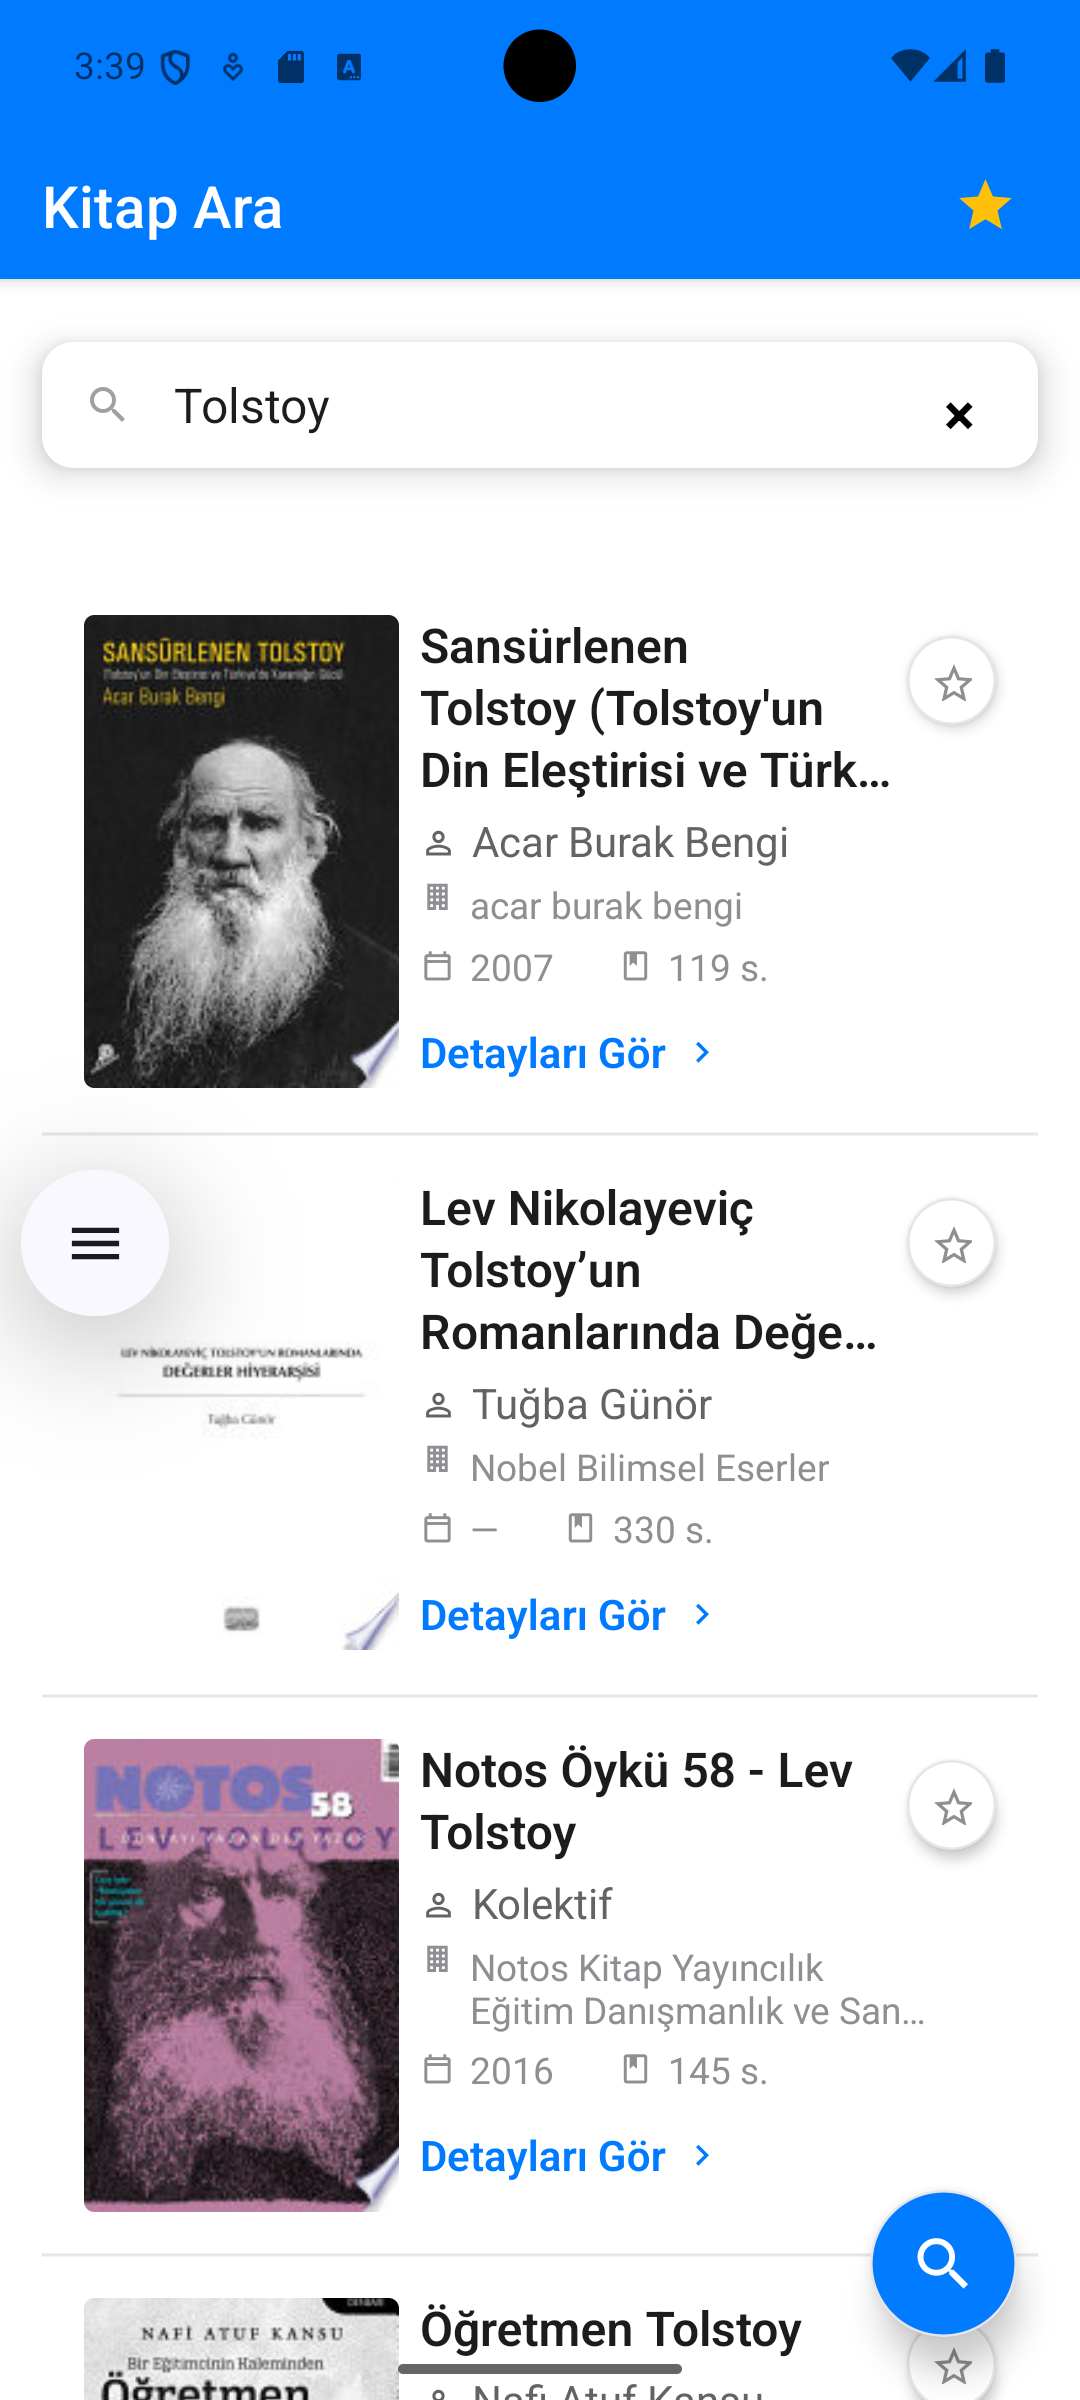 3:39
Kitap Ara
Tolstoy
SANSÜRLENEN TOLSTOY
Acar Burak Bengi
Sansürlenen
Tolstoy (Tolstoy'un
Din Eleştirisi ve Türk...
Acar Burak Bengi
acar burak bengi
2007
119 s.
Detayları Gör
LEV NİKOLAYEVİÇ TOLSTOY'UN ROMANLARINDA
DEĞERLER HİYERARŞİSİ
Tuğba Günör
Lev Nikolayeviç
Tolstoy’un
Romanlarında Değe...
Tuğba Günör
Nobel Bilimsel Eserler
—
330 s.
Detayları Gör
NOTOS
58
LEV TOLSTOY
Notos Öykü 58 - Lev
Tolstoy
Kolektif
Notos Kitap Yayıncılık
Eğitim Danışmanlık ve San...
2016
145 s.
Detayları Gör
NAFİ ATUF KANSU
Bir Eğitimcinin Kaleminden
Öğretmen
Öğretmen Tolstoy
Nafi Atuf Kansu